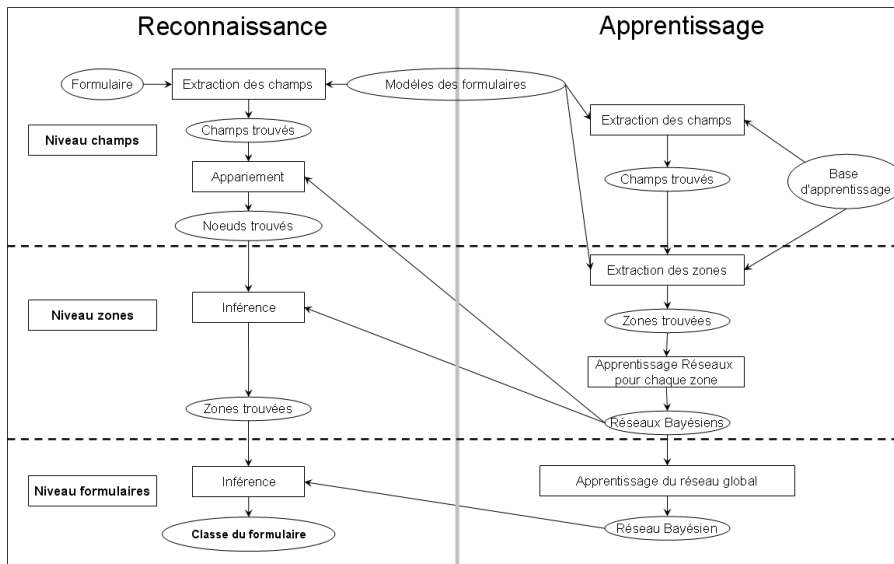 Reconnaissance
Apprentissage
Formulaire
Extraction des champs
Modèles des formulaires
Extraction des champs
Niveau champs
Champs trouvés
Appariement
Champs trouvés
Base
d'apprentissage
Noeuds trouvés
Extraction des zones
Niveau zones
Inférence
Zones trouvées
Apprentissage Réseaux
pour chaque zone
Zones trouvées
Réseaux Bayésiens
Niveau formulaires
Inférence
Apprentissage du réseau global
Classe du formulaire
Réseau Bayésien